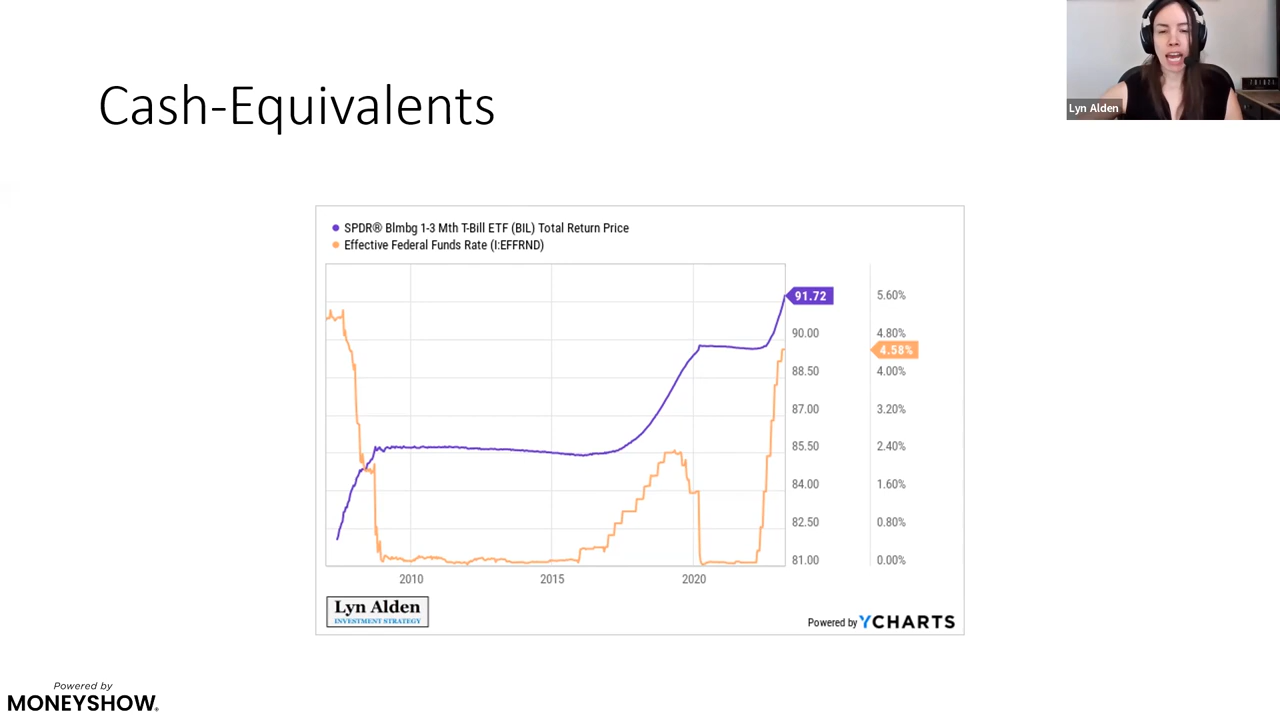 Cash-Equivalents
Lyn Alden
SPDR® Blmbg 1-3 Mth T-Bill ETF (BIL) Total Return Price
Effective Federal Funds Rate (I:EFFRND)
91.72
90.00
88.50
87.00
85.50
84.00
82.50
81.00
5.60%
4.80%
4.58%
4.00%
3.20%
2.40%
1.60%
0.80%
0.00%
2010 2015 2020
Lyn Alden
INVESTMENT STRATEGY
Powered by YCHARTS
Powered by
MONEYSHOW®